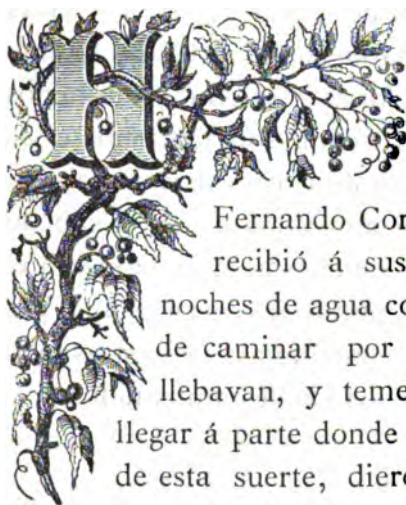 H
Fernando Cor
recibió á sus
noches de agua co
de caminar por
llebavan, y teme
llegar á parte donde
de esta suerte, dier